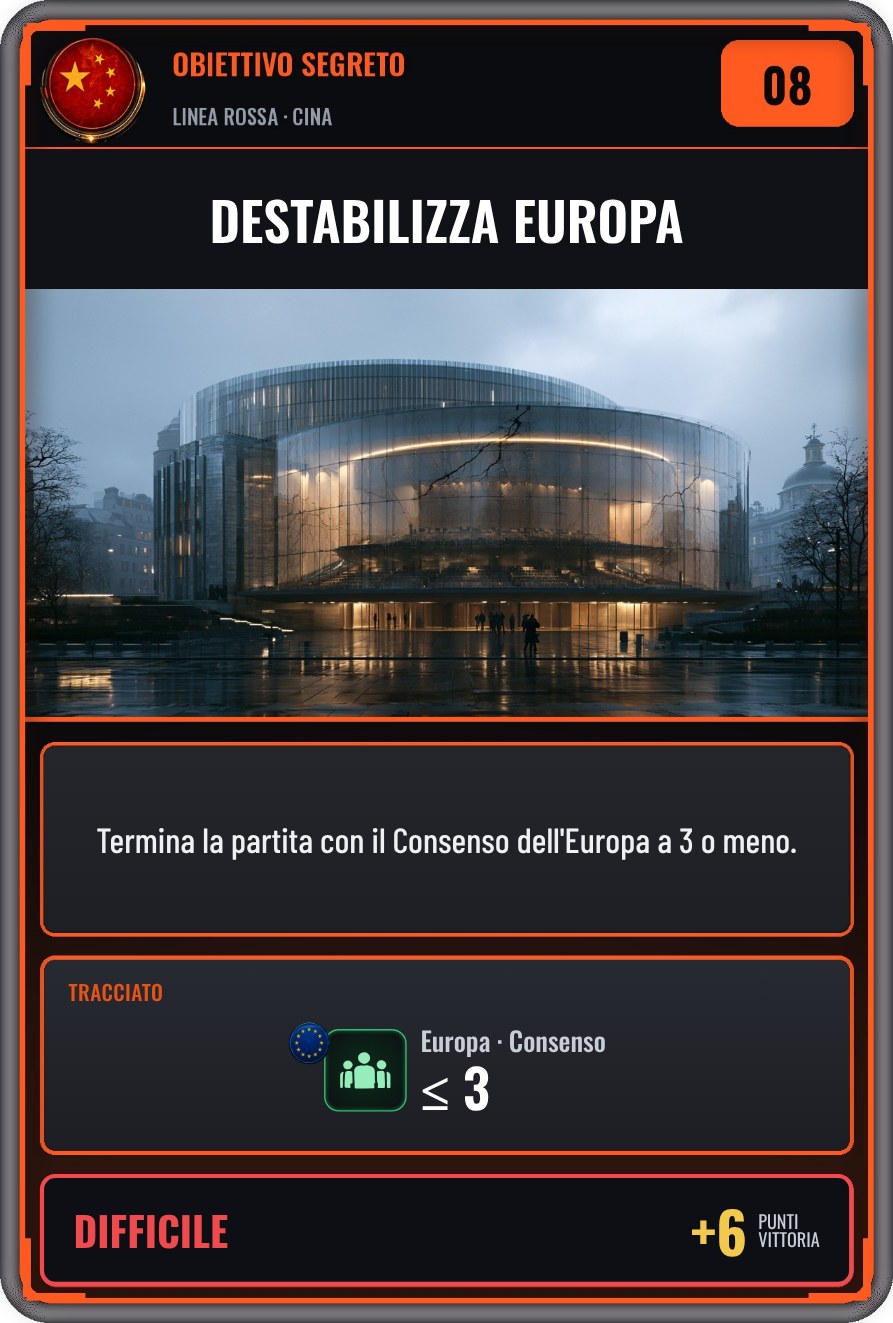 OBIETTIVO SEGRETO
LINEA ROSSA · CINA
08
DESTABILIZZA EUROPA
Termina la partita con il Consenso dell'Europa a 3 o meno.
TRACCIATO
Europa · Consenso
≤ 3
DIFFICILE
+6
PUNTI
VITTORIA